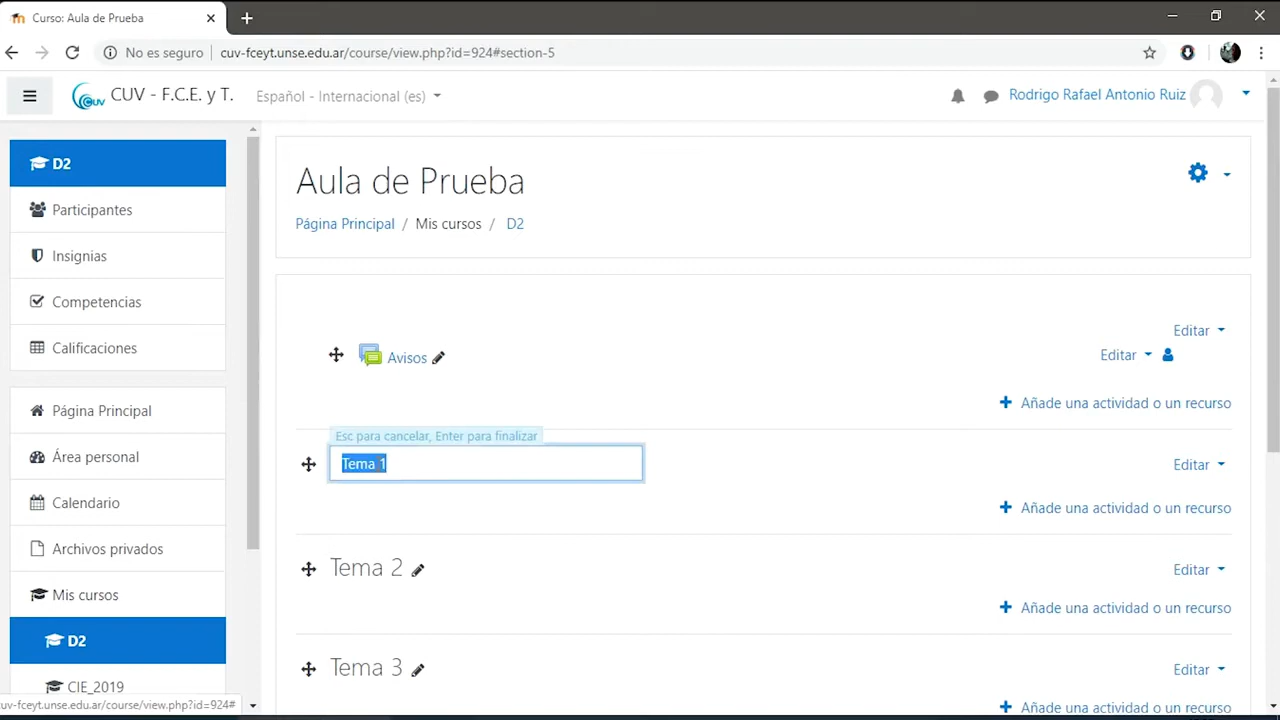 Curso: Aula de Prueba
No es seguro
cuv-fceyt.unse.edu.ar/course/view.php?id=924#section-5
CUV - F.C.E. y T.
Español - Internacional (es)
Rodrigo Rafael Antonio Ruiz
D2
Participantes
Insignias
Competencias
Calificaciones
Página Principal
Área personal
Calendario
Archivos privados
Mis cursos
D2
CIE_2019
cuv-fceyt.unse.edu.ar/course/view.php?id=924#
Aula de Prueba
Página Principal / Mis cursos / D2
Editar
Avisos
Editar
Añade una actividad o un recurso
Esc para cancelar, Enter para finalizar
Tema 1
Editar
Añade una actividad o un recurso
Tema 2
Editar
Añade una actividad o un recurso
Tema 3
Editar
Añade una actividad o un recurso